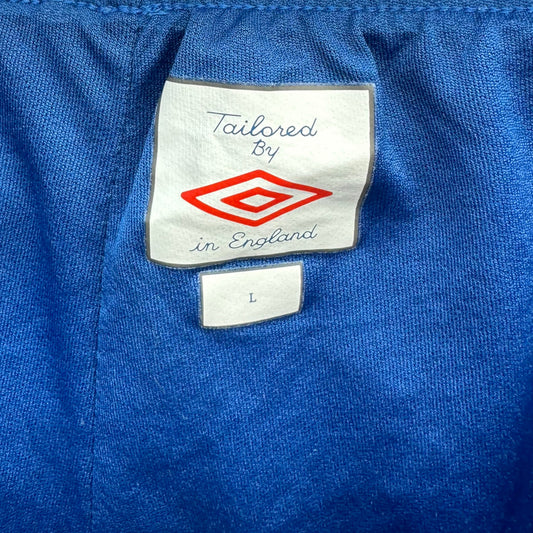 Tailored
By
in England
L